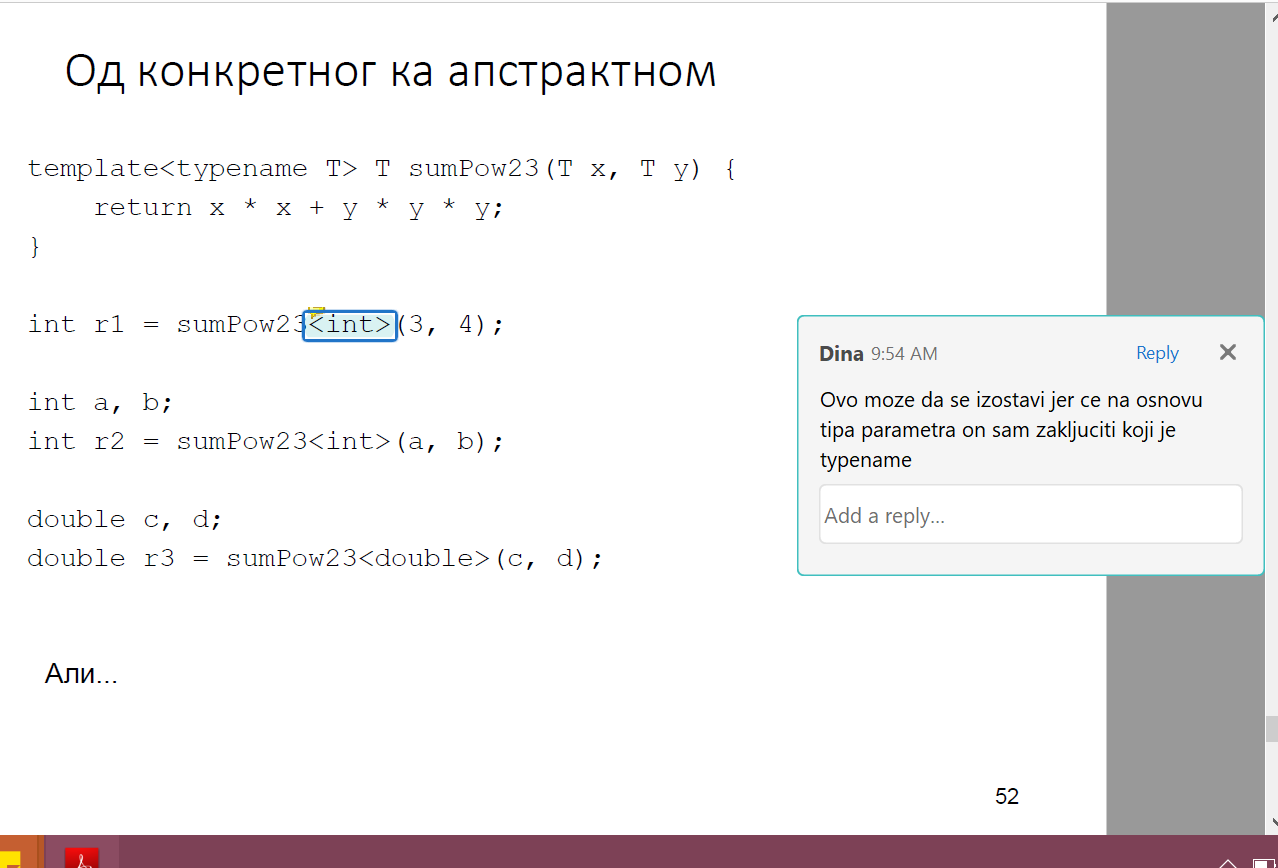 Од конкретног ка апстрактном
template<typename T> T sumPow23(T x, T y) {
return x * x + y * y * y;
}
int r1 = sumPow23<int>(3, 4);
int a, b;
int r2 = sumPow23<int>(a, b);
double c, d;
double r3 = sumPow23<double>(c, d);
Али...
52
Dina 9:54 AM Reply
Ovo moze da se izostavi jer ce na osnovu
tipa parametra on sam zakljuciti koji je
typename
Add a reply...